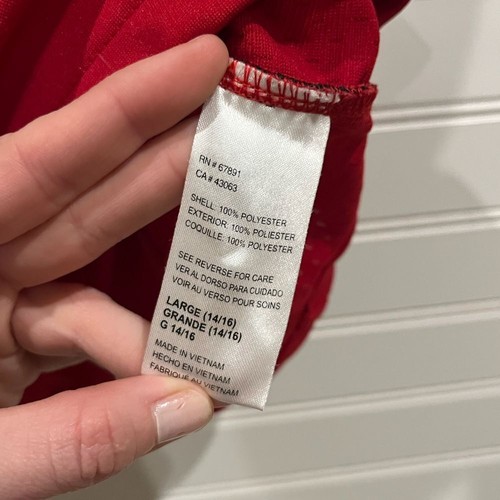 RN # 67891
CA # 43063
SHELL: 100% POLYESTER
EXTERIOR: 100% POLIESTER
COQUILLE: 100% POLYESTER
SEE REVERSE FOR CARE
VER AL DORSO PARA CUIDADO
VOIR AU VERSO POUR SOINS
LARGE (14/16)
GRANDE (14/16)
G 14/16
MADE IN VIETNAM
HECHO EN VIETNAM
FABRIQUÉ AU VIETNAM